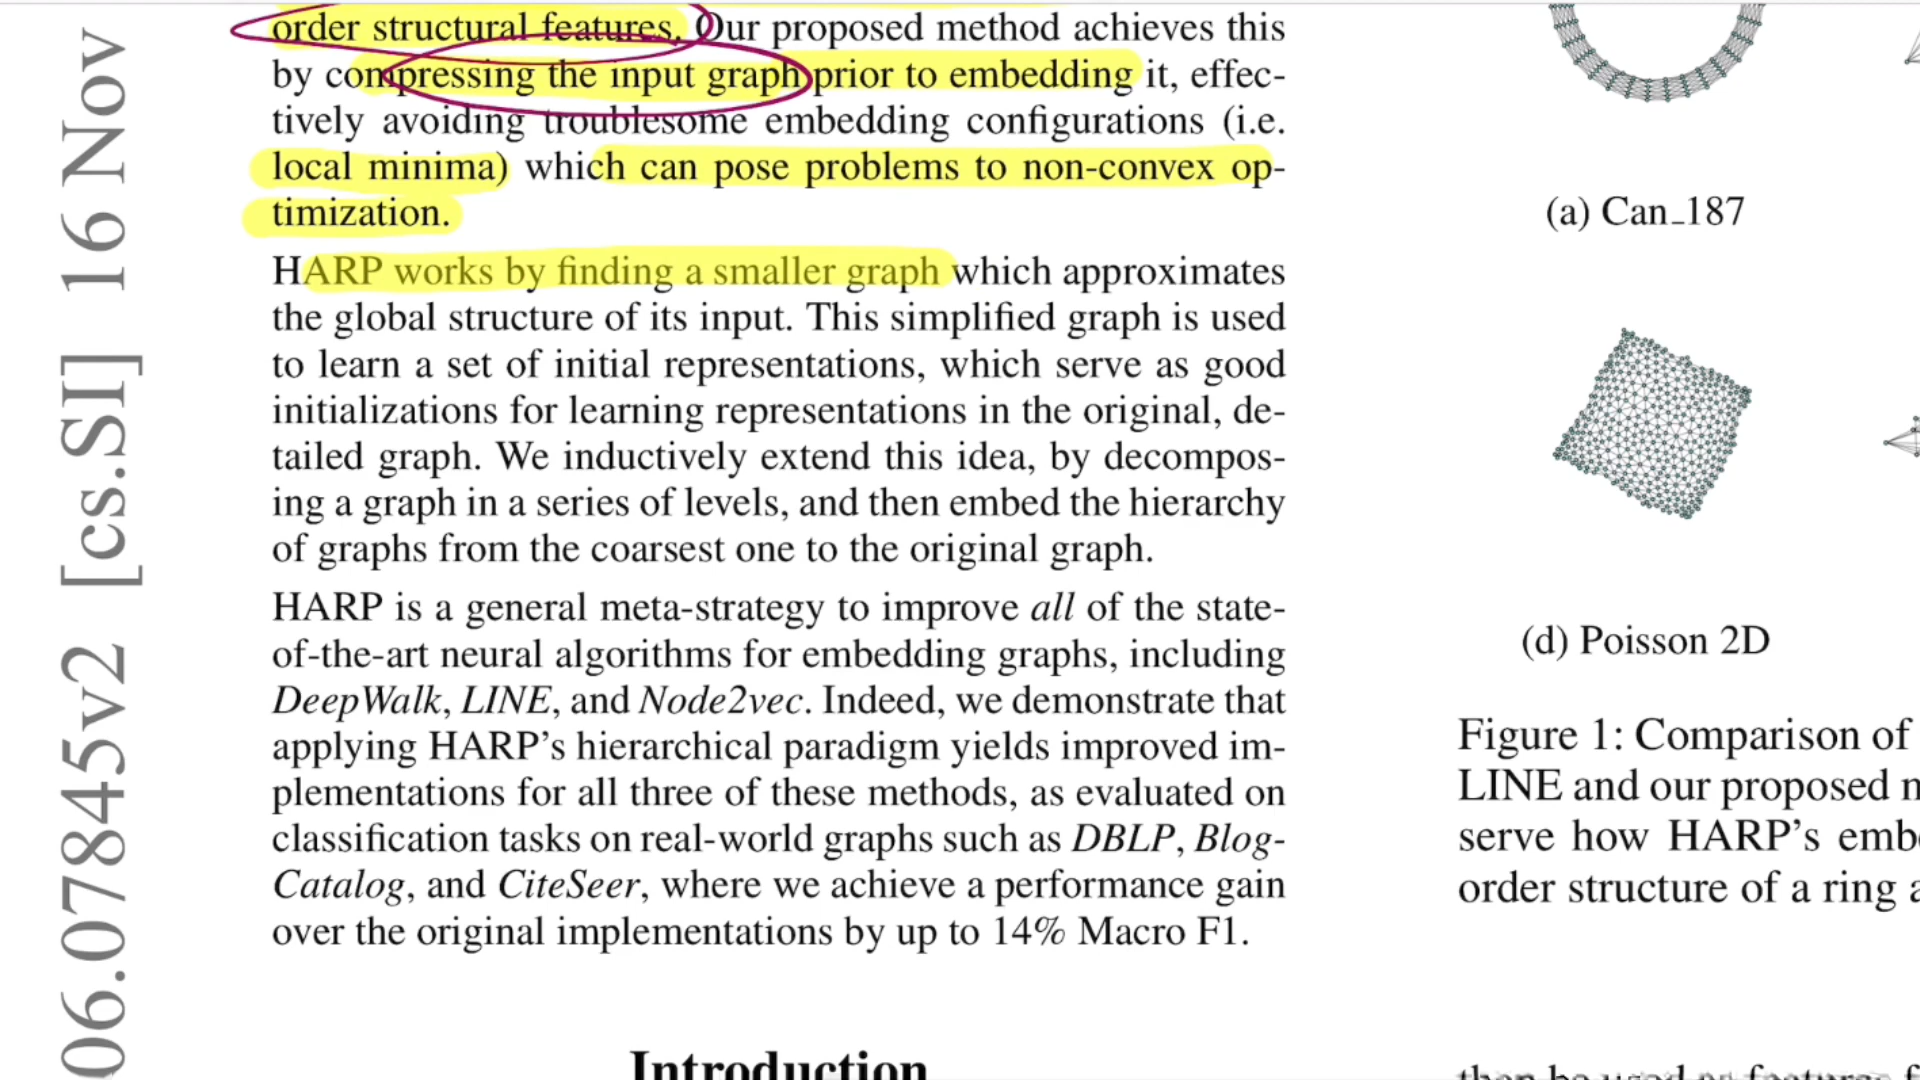 06.07845v2 [cs.SI] 16 Nov
order structural features. Our proposed method achieves this
by compressing the input graph prior to embedding it, effec-
tively avoiding troublesome embedding configurations (i.e.
local minima) which can pose problems to non-convex op-
timization.
HARP works by finding a smaller graph which approximates
the global structure of its input. This simplified graph is used
to learn a set of initial representations, which serve as good
initializations for learning representations in the original, de-
tailed graph. We inductively extend this idea, by decompos-
ing a graph in a series of levels, and then embed the hierarchy
of graphs from the coarsest one to the original graph.
HARP is a general meta-strategy to improve all of the state-
of-the-art neural algorithms for embedding graphs, including
DeepWalk, LINE, and Node2vec. Indeed, we demonstrate that
applying HARP's hierarchical paradigm yields improved im-
plementations for all three of these methods, as evaluated on
classification tasks on real-world graphs such as DBLP, Blog-
Catalog, and CiteSeer, where we achieve a performance gain
over the original implementations by up to 14% Macro F1.
Introduction
(a) Can_187
(d) Poisson 2D
Figure 1: Comparison of
LINE and our proposed
serve how HARP's emb
order structure of a ring
then be used as features